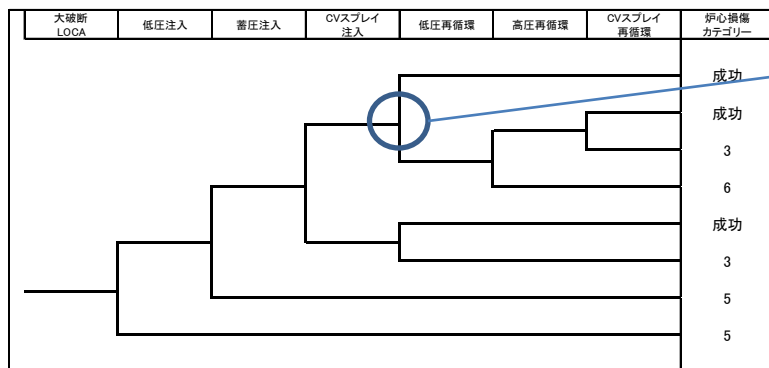 大破断
LOCA
低圧注入
蓄圧注入
CVスプレイ
注入
低圧再循環
高圧再循環
CVスプレイ
再循環
炉心損傷
カテゴリー
成功
成功
3
6
成功
3
5
5